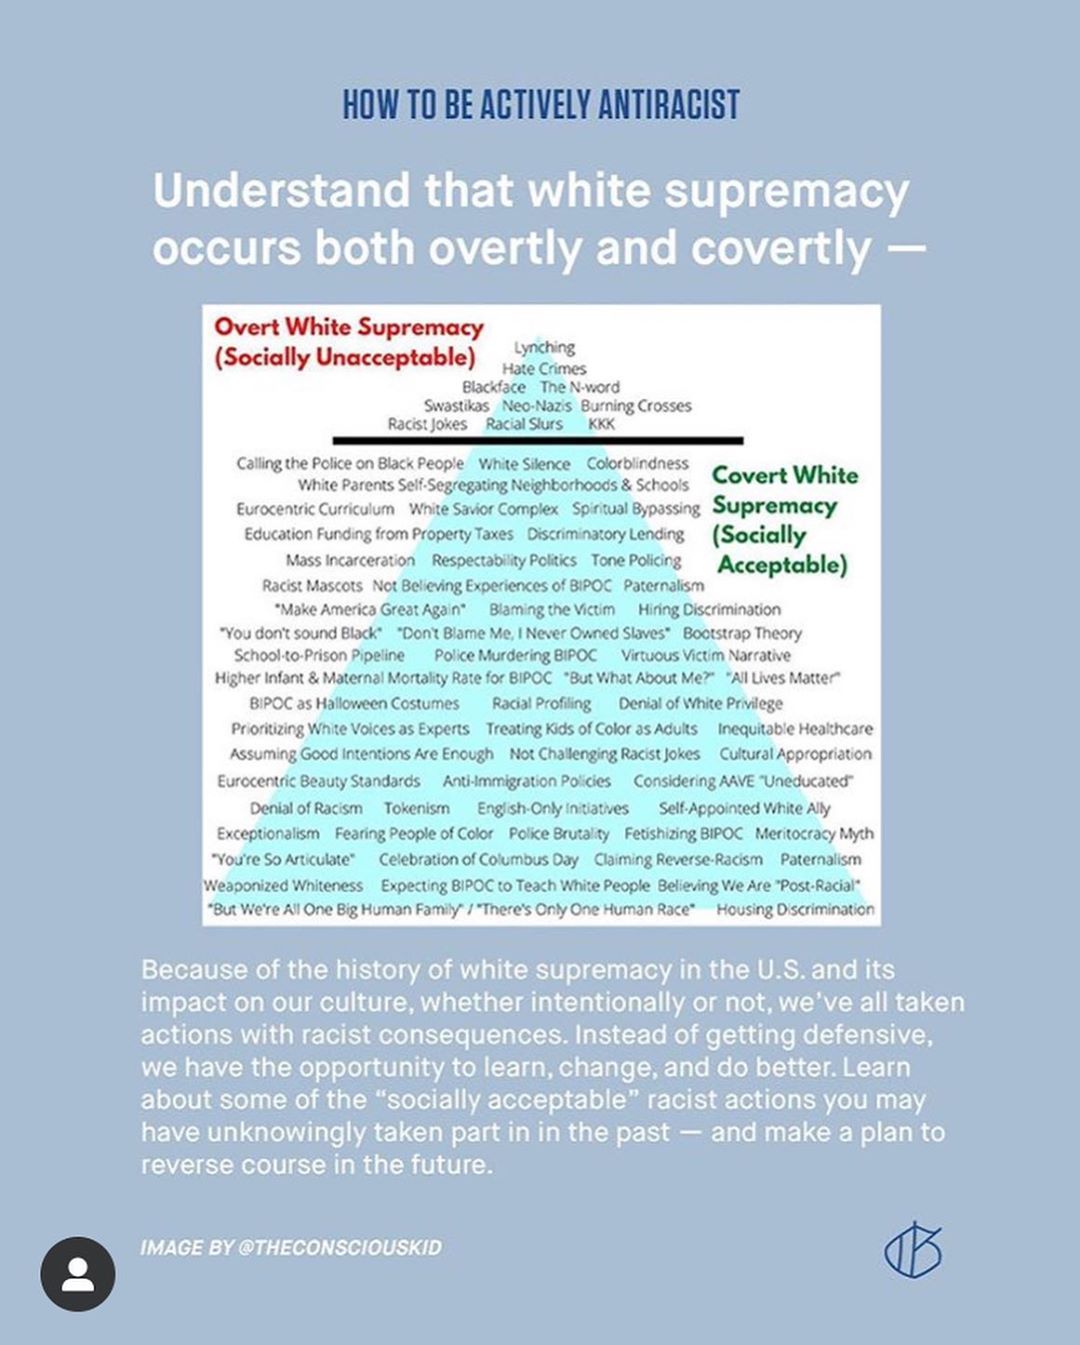 HOW TO BE ACTIVELY ANTIRACIST
Understand that white supremacy
occurs both overtly and covertly —
Overt White Supremacy
(Socially Unacceptable)
Lynching
Hate Crimes
Blackface The N-word
Swastikas Neo-Nazis Burning Crosses
Racist Jokes Racial Slurs KKK
Covert White
Supremacy
(Socially
Acceptable)
Calling the Police on Black People White Silence Colorblindness
White Parents Self-Segregating Neighborhoods & Schools
Eurocentric Curriculum White Savior Complex Spiritual Bypassing
Education Funding from Property Taxes Discriminatory Lending
Mass Incarceration Respectability Politics Tone Policing
Racist Mascots Not Believing Experiences of BIPOC Paternalism
"Make America Great Again" Blaming the Victim Hiring Discrimination
"You don't sound Black" "Don't Blame Me, I Never Owned Slaves" Bootstrap Theory
School-to-Prison Pipeline Police Murdering BIPOC Virtuous Victim Narrative
Higher Infant & Maternal Mortality Rate for BIPOC "But What About Me?" "All Lives Matter"
BIPOC as Halloween Costumes Racial Profiling Denial of White Privilege
Prioritizing White Voices as Experts Treating Kids of Color as Adults Inequitable Healthcare
Assuming Good Intentions Are Enough Not Challenging Racist Jokes Cultural Appropriation
Eurocentric Beauty Standards Anti-Immigration Policies Considering AAVE "Uneducated"
Denial of Racism Tokenism English-Only Initiatives Self-Appointed White Ally
Exceptionalism Fearing People of Color Police Brutality Fetishizing BIPOC Meritocracy Myth
"You're So Articulate" Celebration of Columbus Day Claiming Reverse-Racism Paternalism
Weaponized Whiteness Expecting BIPOC to Teach White People Believing We Are "Post-Racial"
"But We're All One Big Human Family" / "There's Only One Human Race" Housing Discrimination
Because of the history of white supremacy in the U.S. and its
impact on our culture, whether intentionally or not, we've all taken
actions with racist consequences. Instead of getting defensive,
we have the opportunity to learn, change, and do better. Learn
about some of the “socially acceptable” racist actions you may
have unknowingly taken part in in the past — and make a plan to
reverse course in the future.
IMAGE BY @THECONSCIOUSKID